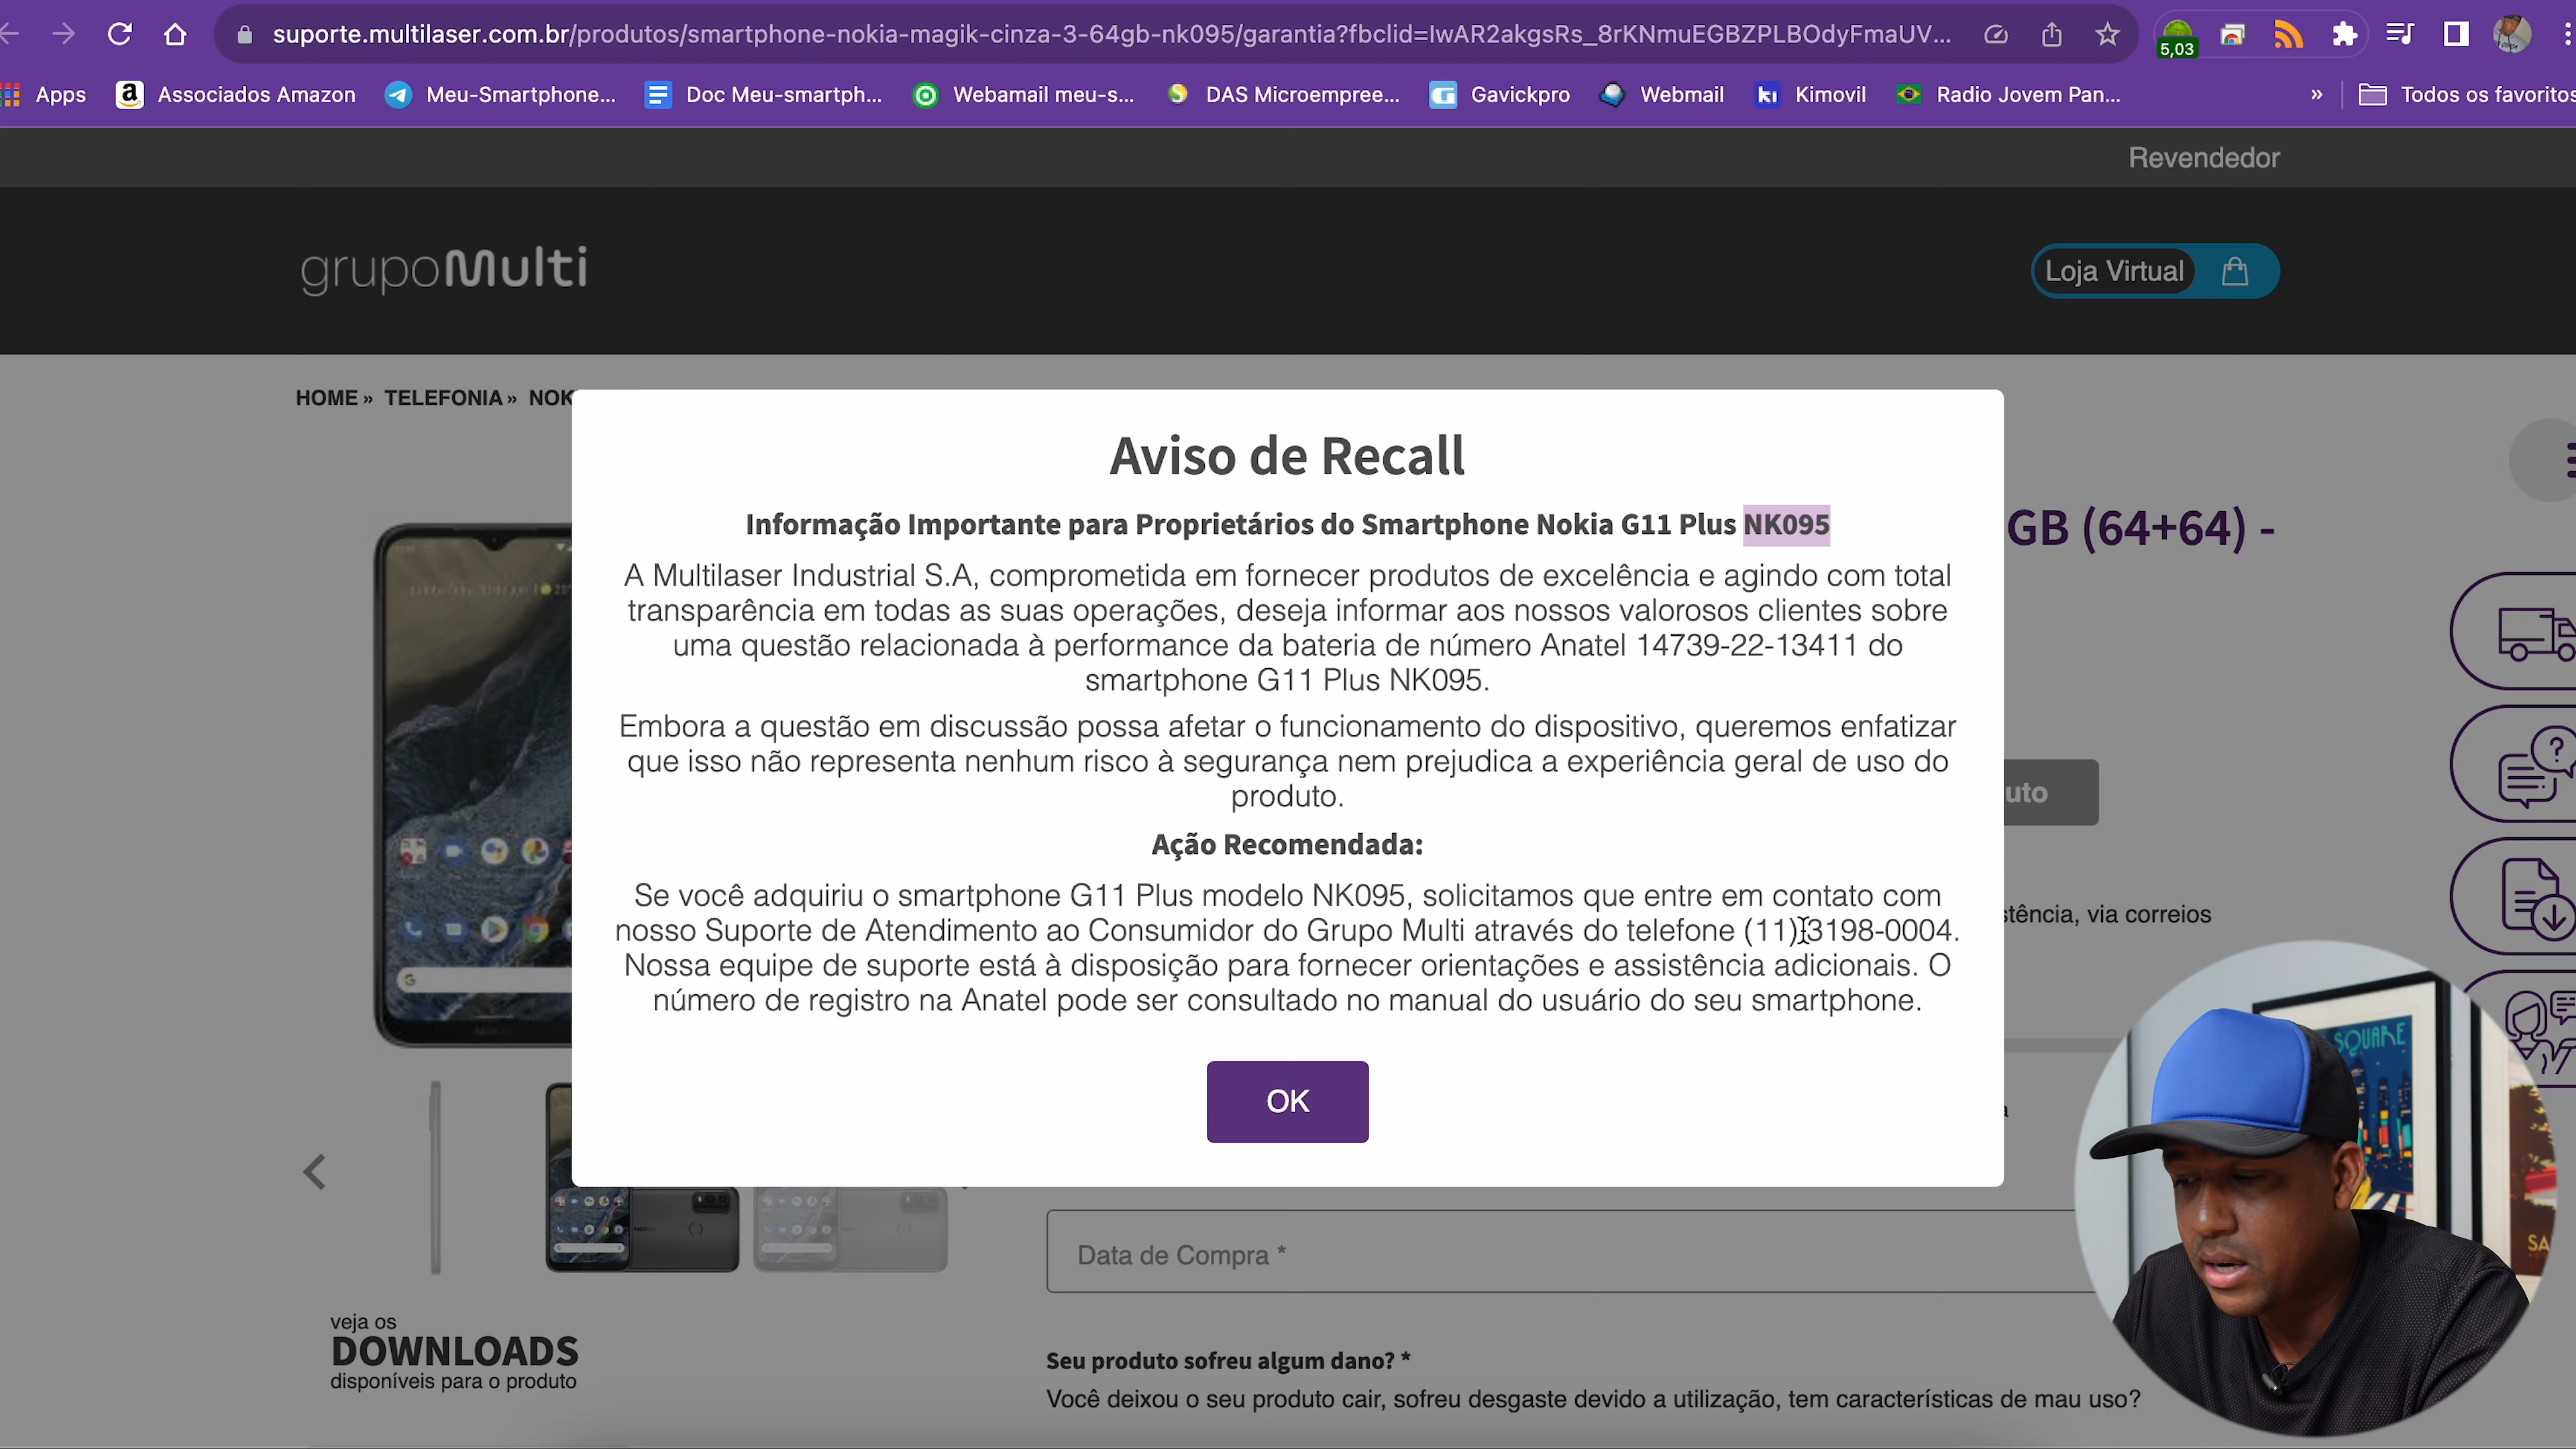 suporte.multilaser.com.br/produtos/smartphone-nokia-magik-cinza-3-64gb-nk095/garantia?fbclid=IwAR2akgsRs_8rKNmuEGBZPLBOdyFmaUV...
5,03
Apps
Associados Amazon
Meu-Smartphone...
Doc Meu-smartph...
Webamail meu-s...
DAS Microempree...
Gavickpro
Webmail
Kimovil
Radio Jovem Pan...
»
Todos os favoritos
Revendedor
grupoMulti
Loja Virtual
HOME » TELEFONIA » NOK
GB (64+64) -
Aviso de Recall
Informação Importante para Proprietários do Smartphone Nokia G11 Plus NK095
A Multilaser Industrial S.A, comprometida em fornecer produtos de excelência e agindo com total
transparência em todas as suas operações, deseja informar aos nossos valorosos clientes sobre
uma questão relacionada à performance da bateria de número Anatel 14739-22-13411 do
smartphone G11 Plus NK095.
Embora a questão em discussão possa afetar o funcionamento do dispositivo, queremos enfatizar
que isso não representa nenhum risco à segurança nem prejudica a experiência geral de uso do
produto.
uto
Ação Recomendada:
Se você adquiriu o smartphone G11 Plus modelo NK095, solicitamos que entre em contato com
nosso Suporte de Atendimento ao Consumidor do Grupo Multi através do telefone (11) 3198-0004.
Nossa equipe de suporte está à disposição para fornecer orientações e assistência adicionais. O
número de registro na Anatel pode ser consultado no manual do usuário do seu smartphone.
stência, via correios
OK
SQUARE
SA
Data de Compra *
veja os
DOWNLOADS
disponíveis para o produto
Seu produto sofreu algum dano? *
Você deixou o seu produto cair, sofreu desgaste devido a utilização, tem características de mau uso?